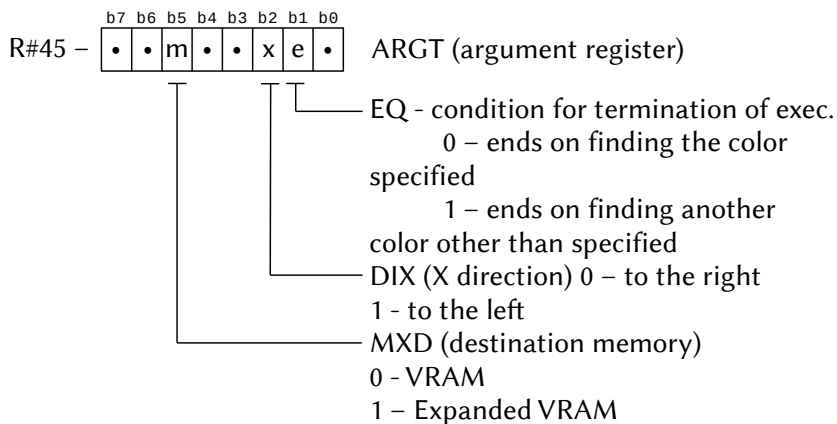 b7 b6 b5 b4 b3 b2 b1 b0
R#45 – • • m • • x e • ARGT (argument register)
EQ - condition for termination of exec.
0 – ends on finding the color
specified
1 – ends on finding another
color other than specified
DIX (X direction) 0 – to the right
1 - to the left
MXD (destination memory)
0 - VRAM
1 – Expanded VRAM